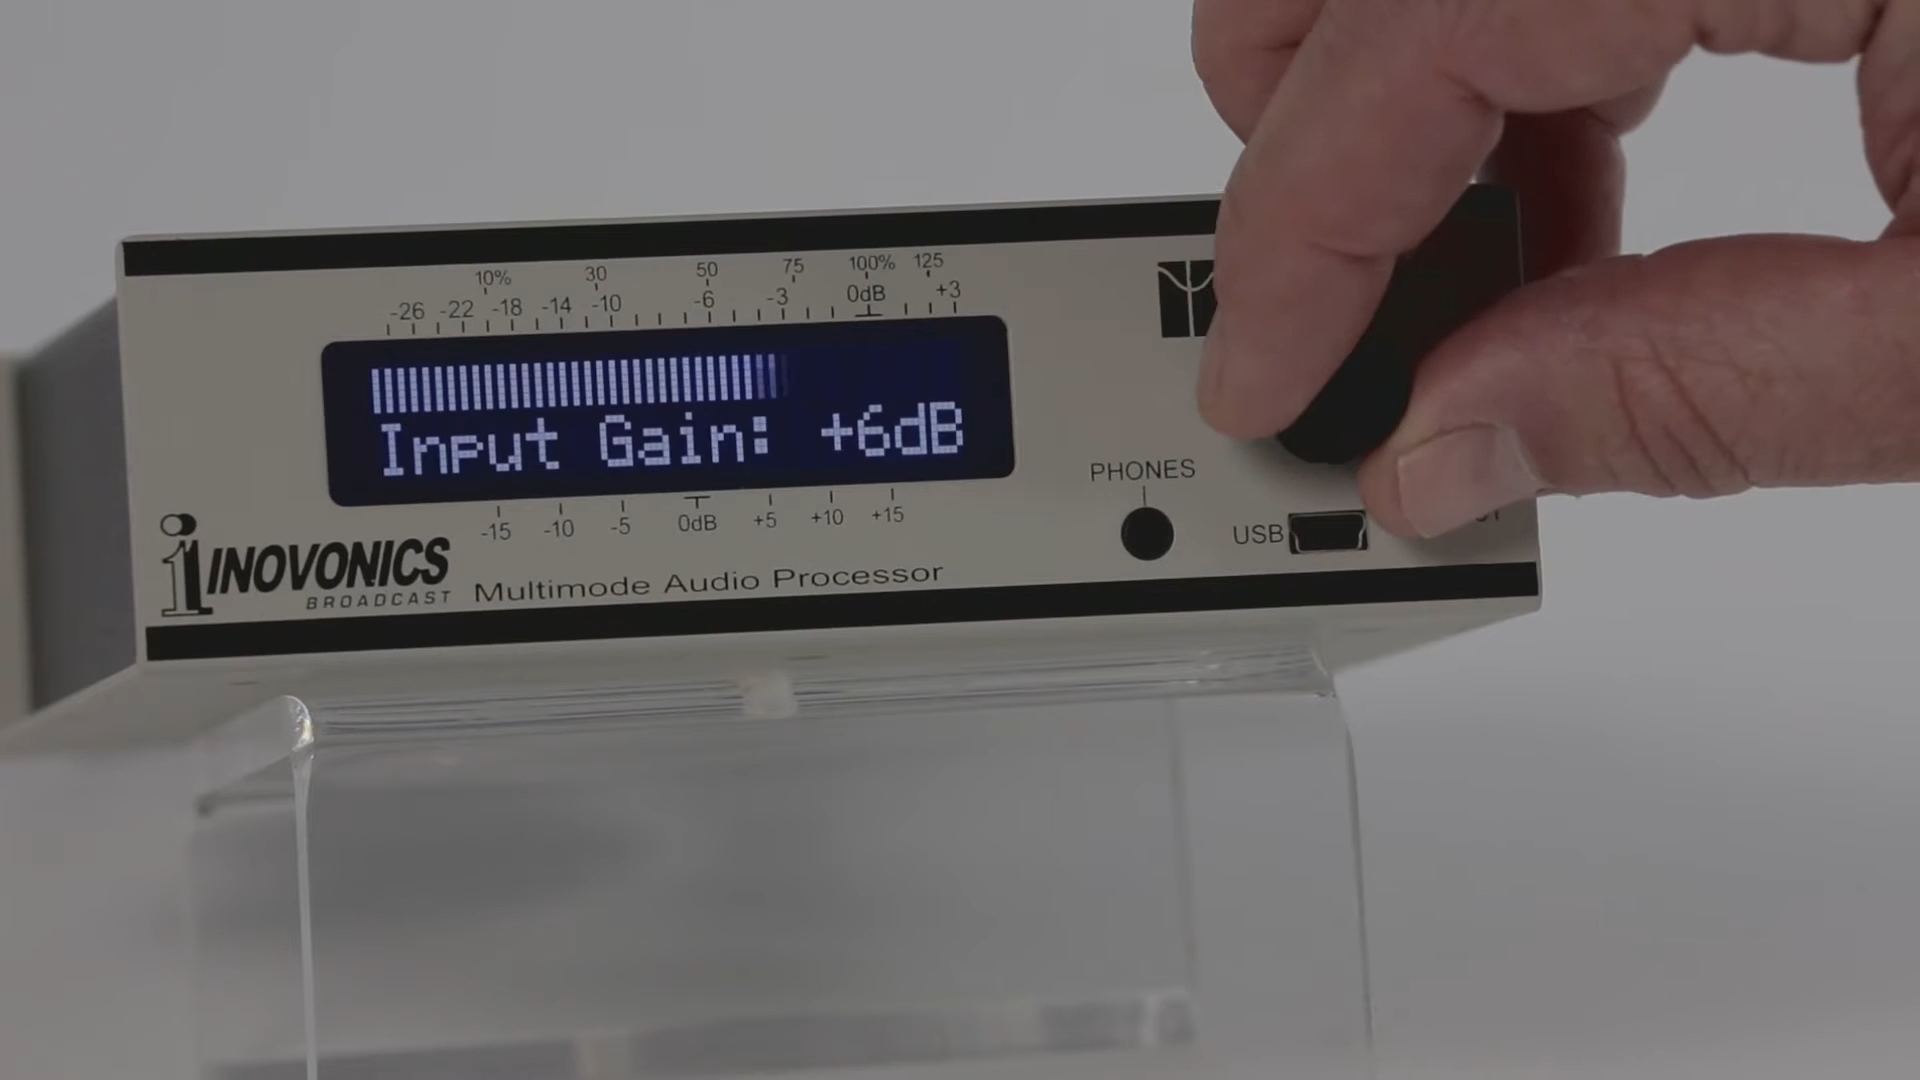 10% 30 50 75 100% 125
-26 -22 -18 -14 -10 -6 -3 0dB +3
Input Gain: +6dB
-15 -10 -5 0dB +5 +10 +15
INOVONICS
BROADCAST
Multimode Audio Processor
PHONES
USB